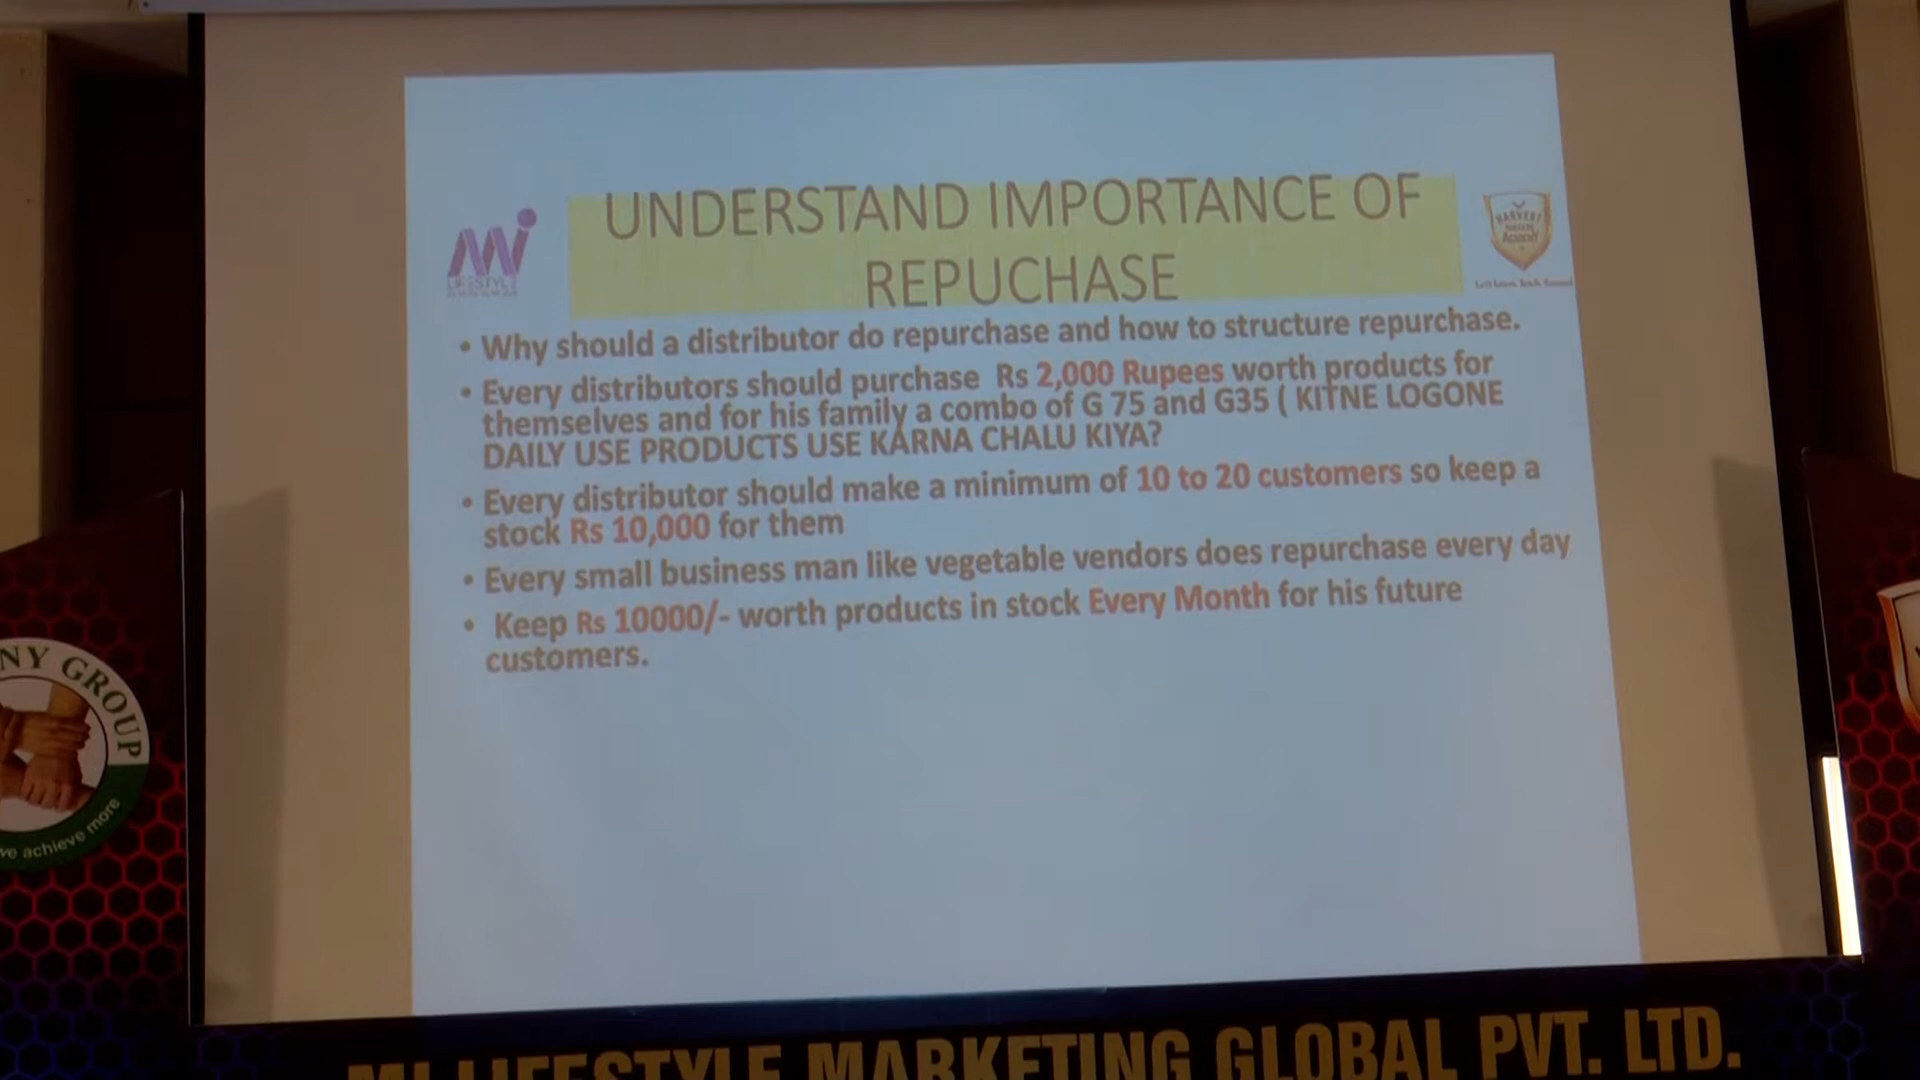 UNDERSTAND IMPORTANCE OF
REPUCHASE
Mi
LIFESTYLE
HARVEST
• Why should a distributor do repurchase and how to structure repurchase.
• Every distributors should purchase Rs 2,000 Rupees worth products for
themselves and for his family a combo of G 75 and G35 ( KITNE LOGONE
DAILY USE PRODUCTS USE KARNA CHALU KIYA?
• Every distributor should make a minimum of 10 to 20 customers so keep a
stock Rs 10,000 for them
• Every small business man like vegetable vendors does repurchase every day
• Keep Rs 10000/- worth products in stock Every Month for his future
customers.
NY GROUP
ve achieve more
MI LIFESTYLE MARKETING GLOBAL PVT. LTD.